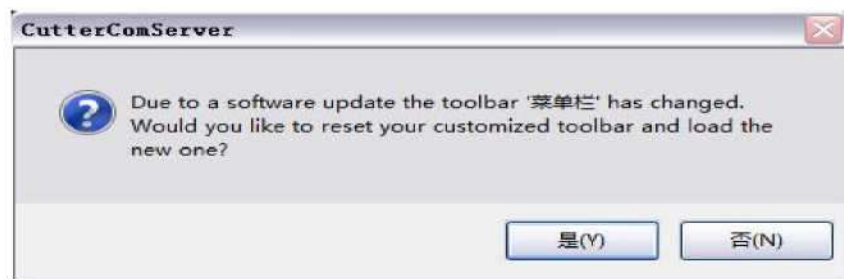 CutterComServer
Due to a software update the toolbar '菜单栏' has changed.
Would you like to reset your customized toolbar and load the
new one?
是(Y) 否(N)